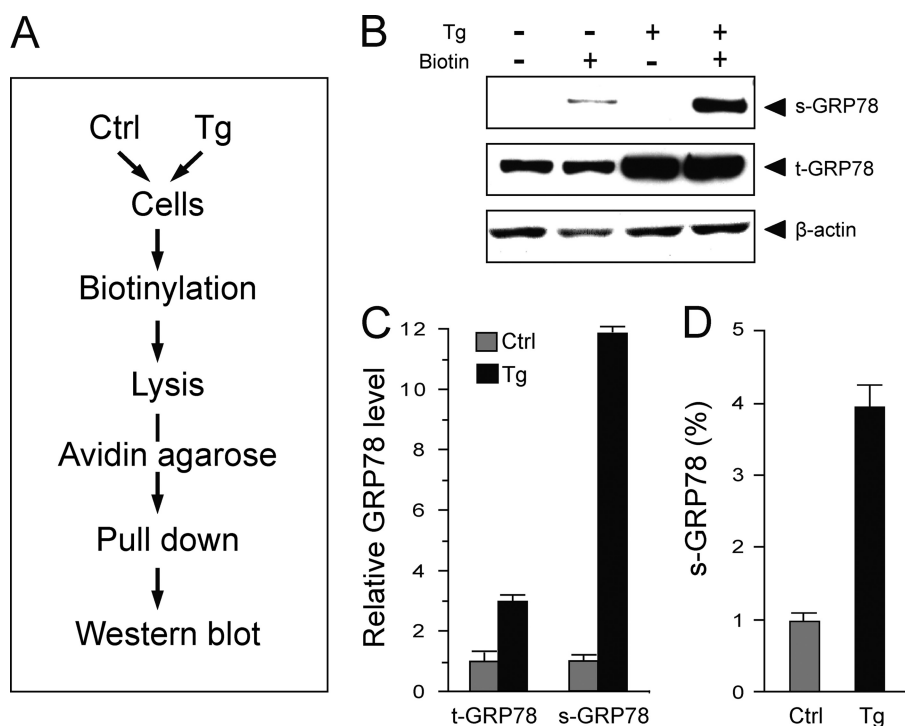 A
Ctrl Tg
Cells
Biotinylation
Lysis
Avidin agarose
Pull down
Western blot
B
Tg - - + +
Biotin - + - +
s-GRP78
t-GRP78
β-actin
C
Relative GRP78 level
12
10
8
6
4
2
0
Ctrl
Tg
t-GRP78 s-GRP78
D
s-GRP78 (%)
5
4
3
2
1
0
Ctrl Tg